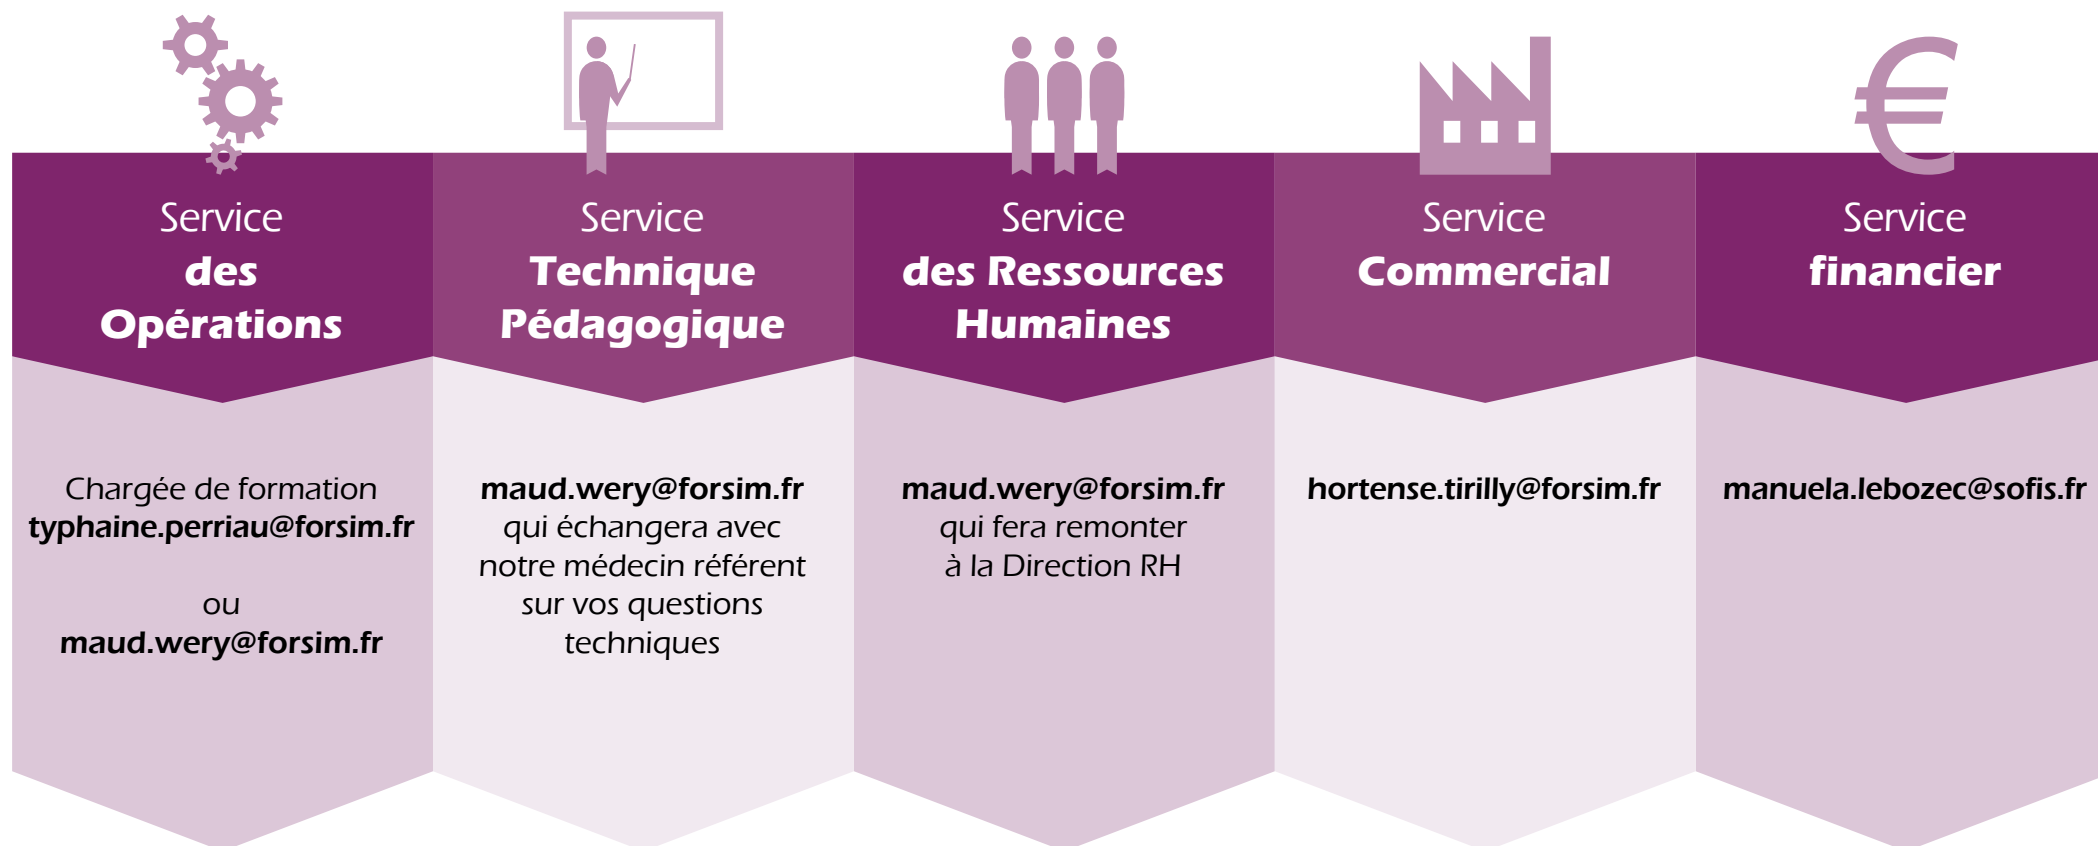 Service
des
Opérations
Chargée de formation
typhaine.perriau@forsim.fr
ou
maud.wery@forsim.fr
Service
Technique
Pédagogique
maud.wery@forsim.fr
qui échangera avec
notre médecin référent
sur vos questions
techniques
Service
des Ressources
Humaines
maud.wery@forsim.fr
qui fera remonter
à la Direction RH
Service
Commercial
hortense.tirilly@forsim.fr
€
Service
financier
manuela.lebozec@sofis.fr